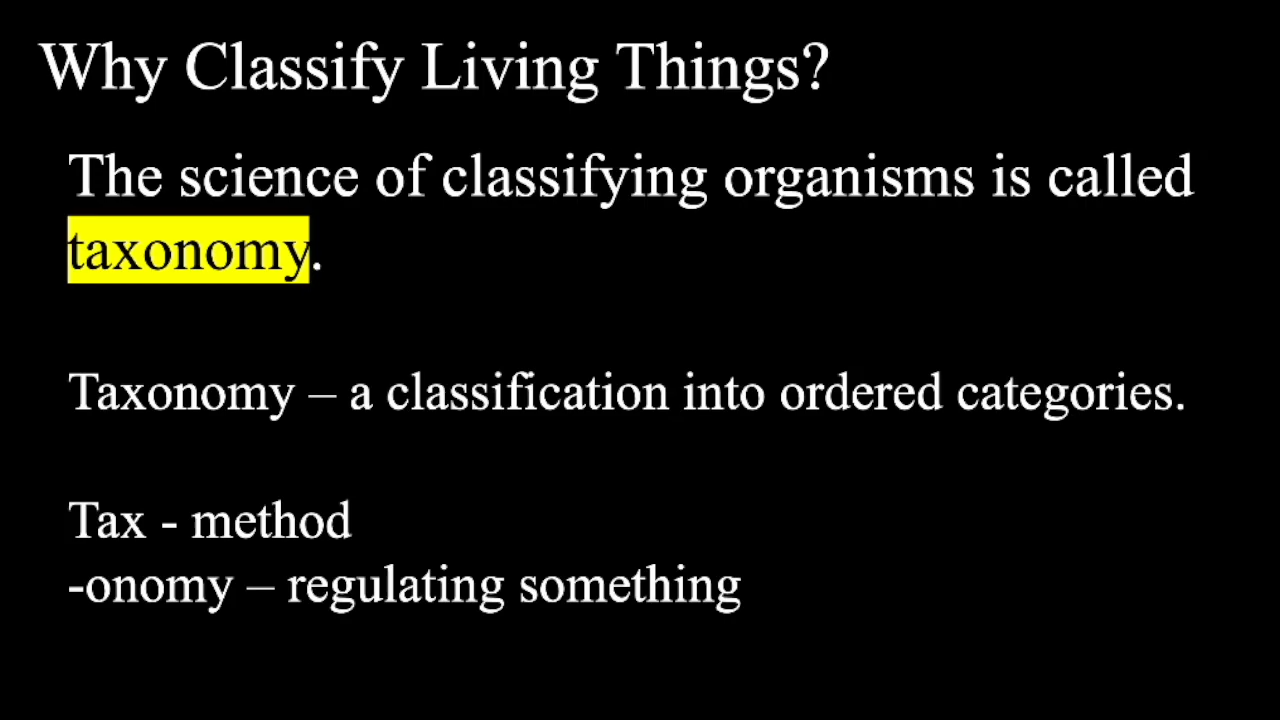 Why Classify Living Things?
The science of classifying organisms is called
taxonomy.
Taxonomy – a classification into ordered categories.
Tax - method
-onomy – regulating something